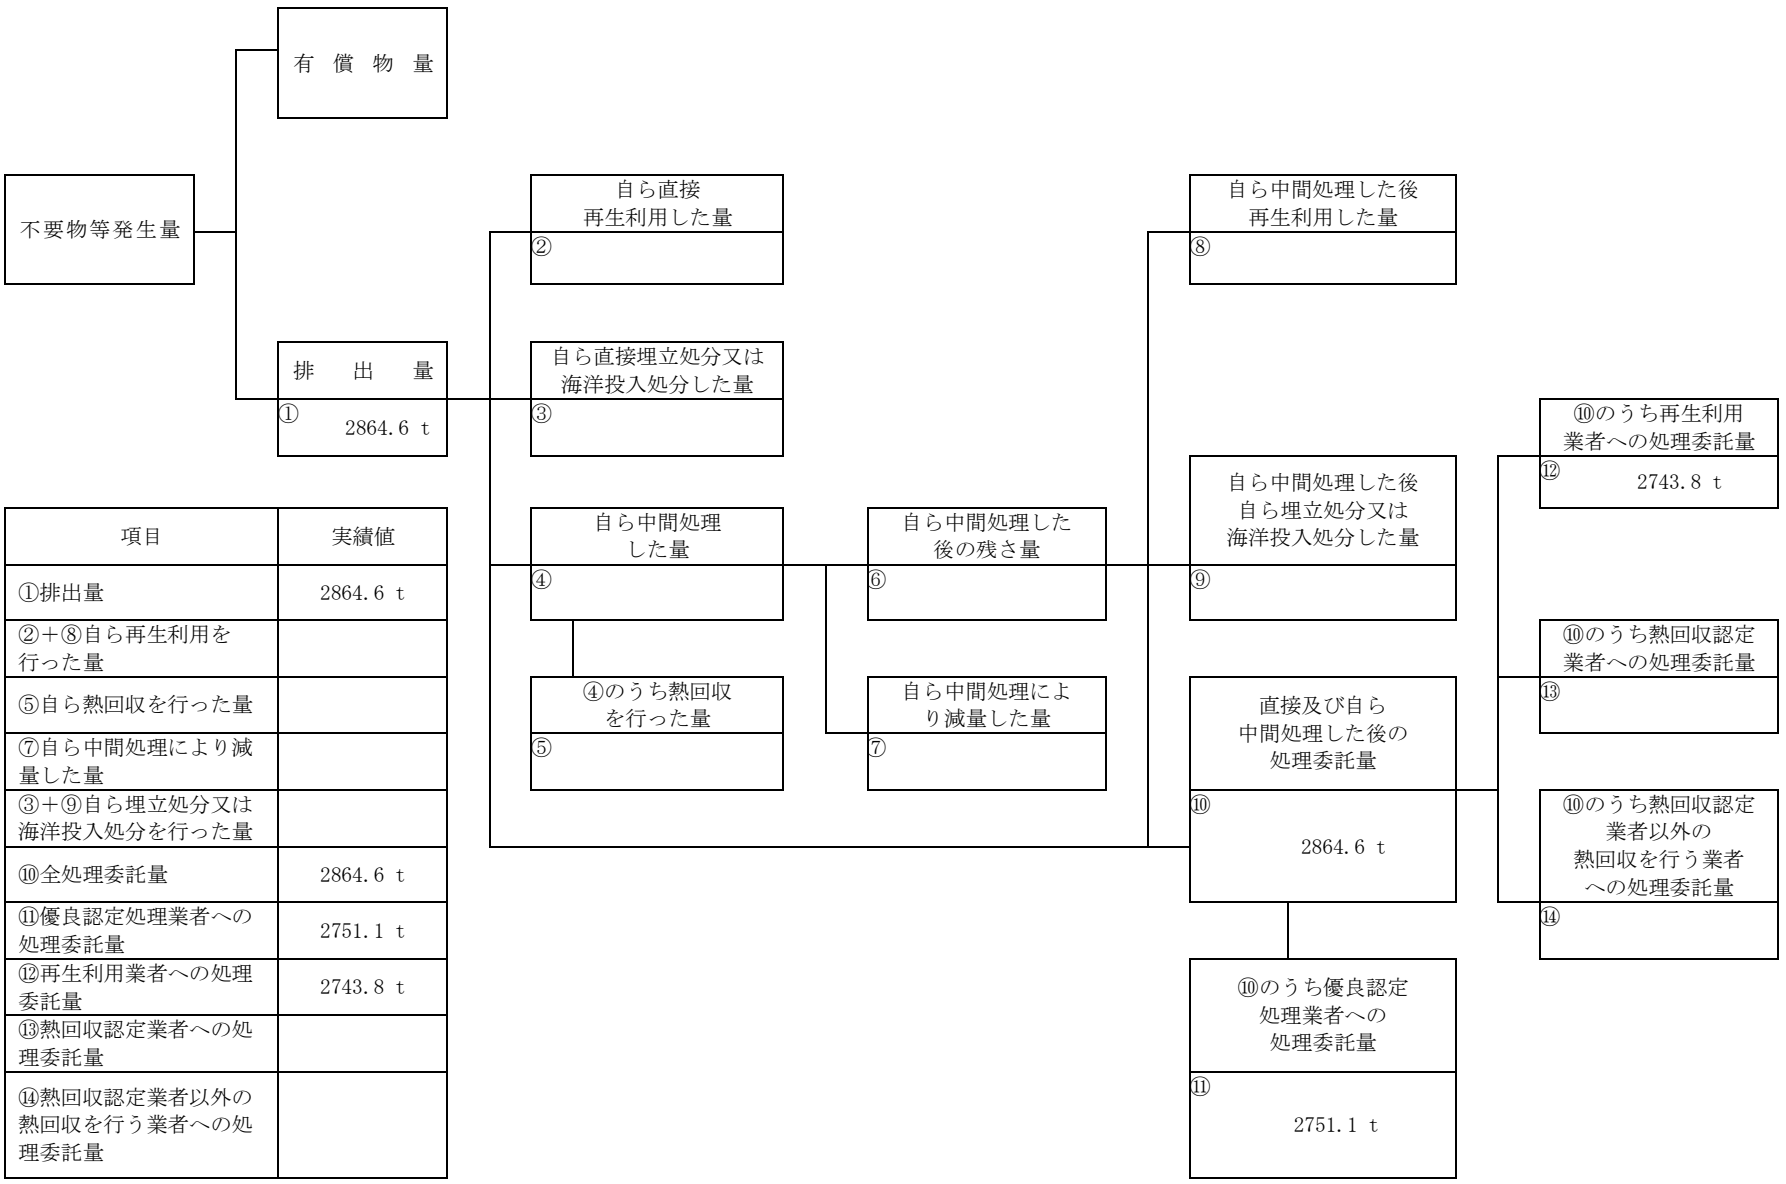 有償物量
不要物等発生量
自ら直接
再生利用した量
②
自ら中間処理した後
再生利用した量
⑧
排出量
①
2864.6 t
自ら直接埋立処分又は
海洋投入処分した量
③
⑩のうち再生利用
業者への処理委託量
⑫
2743.8 t
自ら中間処理した後
自ら埋立処分又は
海洋投入処分した量
⑨
自ら中間処理
した量
④
自ら中間処理した
後の残さ量
⑥
⑩のうち熱回収認定
業者への処理委託量
⑬
④のうち熱回収
を行った量
⑤
自ら中間処理によ
り減量した量
⑦
直接及び自ら
中間処理した後の
処理委託量
⑩
2864.6 t
⑩のうち熱回収認定
業者以外の
熱回収を行う業者
への処理委託量
⑭
⑩のうち優良認定
処理業者への
処理委託量
⑪
2751.1 t
項目 実績値
①排出量 2864.6 t
②＋⑧自ら再生利用を
行った量
⑤自ら熱回収を行った量
⑦自ら中間処理により減
量した量
③＋⑨自ら埋立処分又は
海洋投入処分を行った量
⑩全処理委託量 2864.6 t
⑪優良認定処理業者への
処理委託量 2751.1 t
⑫再生利用業者への処理
委託量 2743.8 t
⑬熱回収認定業者への処
理委託量
⑭熱回収認定業者以外の
熱回収を行う業者への処
理委託量